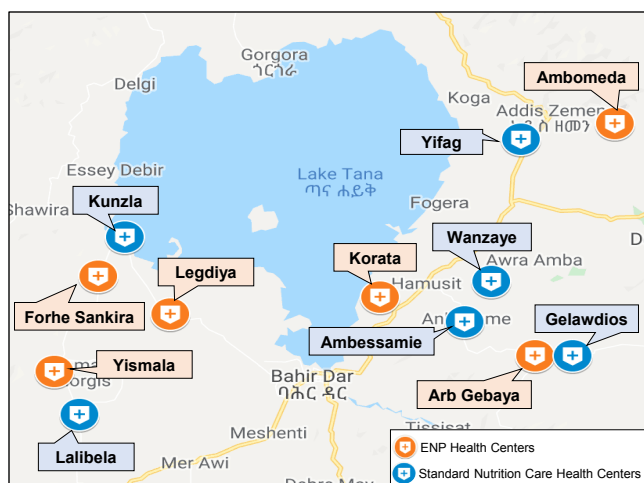 Gorgora
ጎርጎራ
Delgi
Koga
Ambomeda
Addis Zemen
አዲስ ዘመን
Yifag
Essey Debir
Lake Tana
ጣና ሐይቅ
Kunzla
Shawira
Fogera
Wanzaye
Korata
Awra Amba
Legdiya
Hamusit
Forhe Sankira
Gelawdios
Ambessamie
Yismala
Bahir Dar
ባሕር ዳር
Arb Gebaya
Tissisat
Lalibela
Meshenti
ENP Health Centers
Mer Awi
Standard Nutrition Care Health Centers